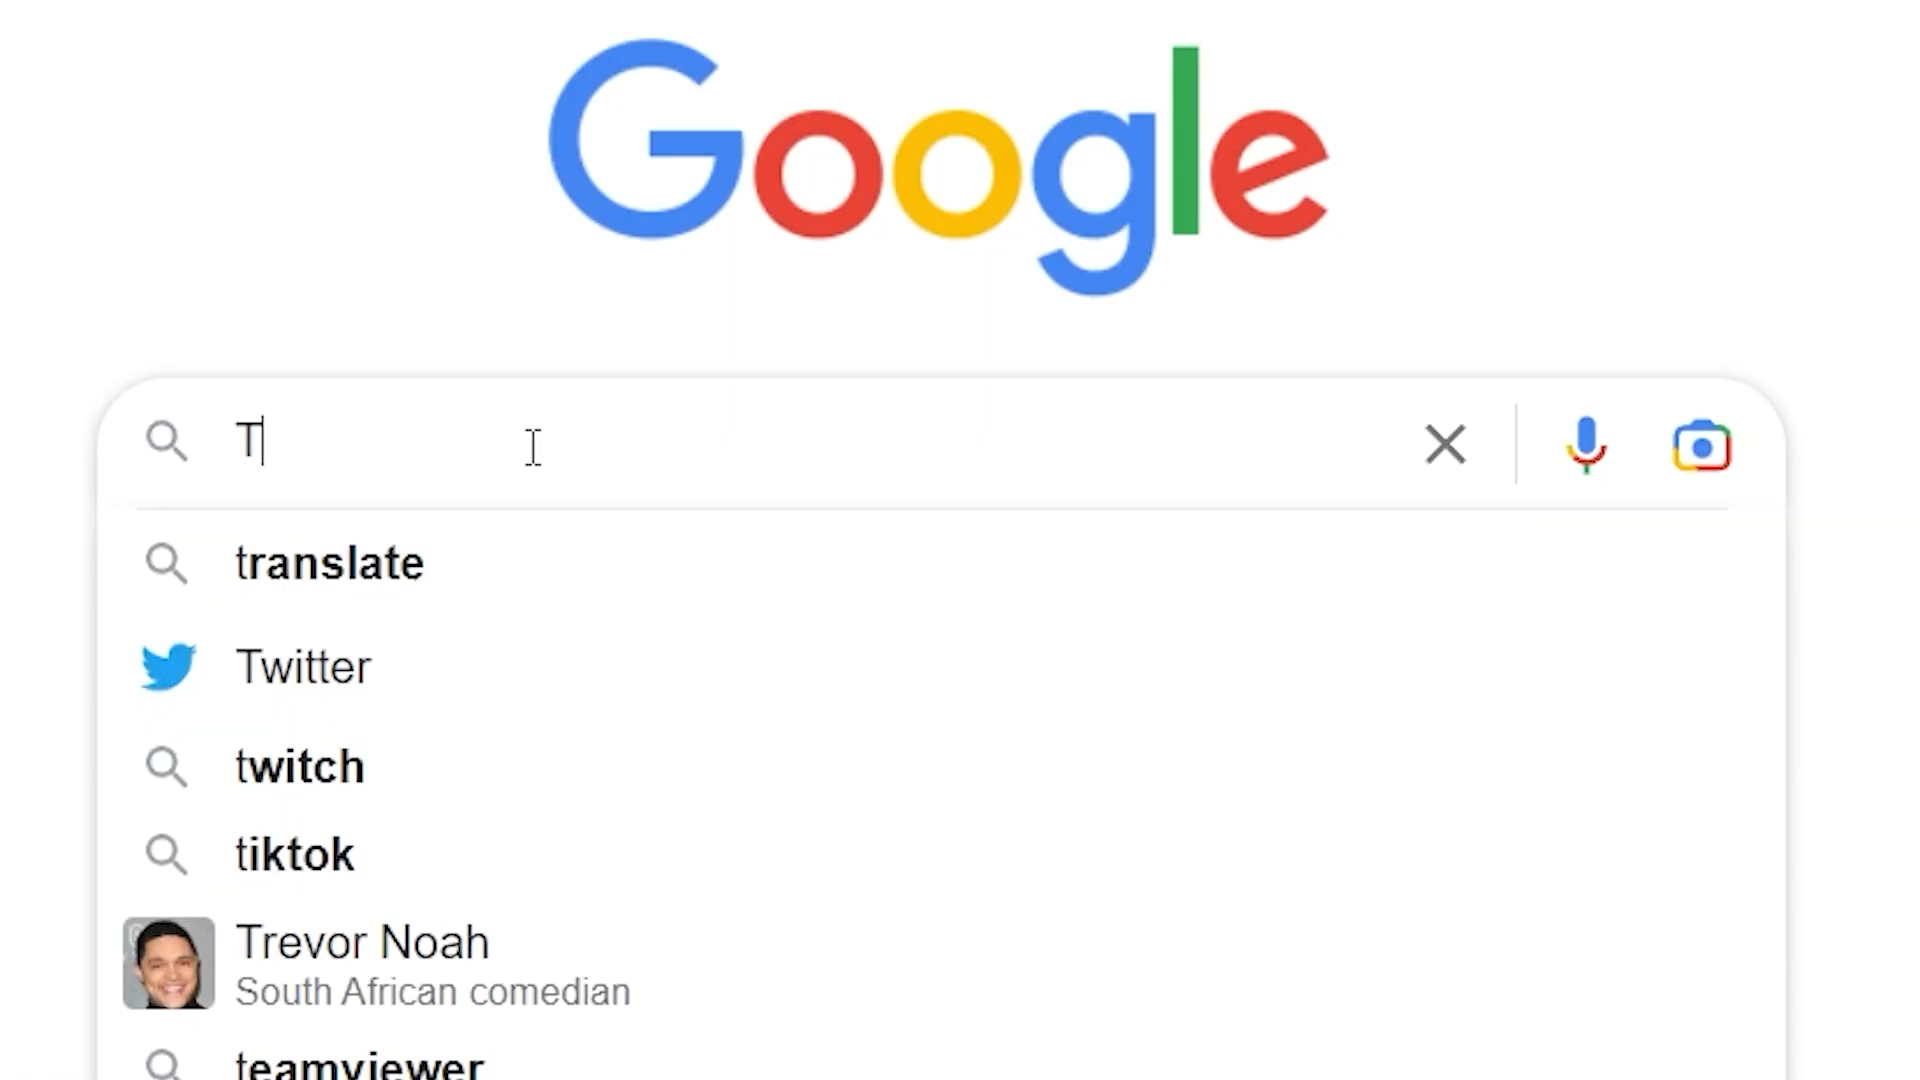 Google
T
translate
Twitter
twitch
tiktok
Trevor Noah
South African comedian
teamviewer